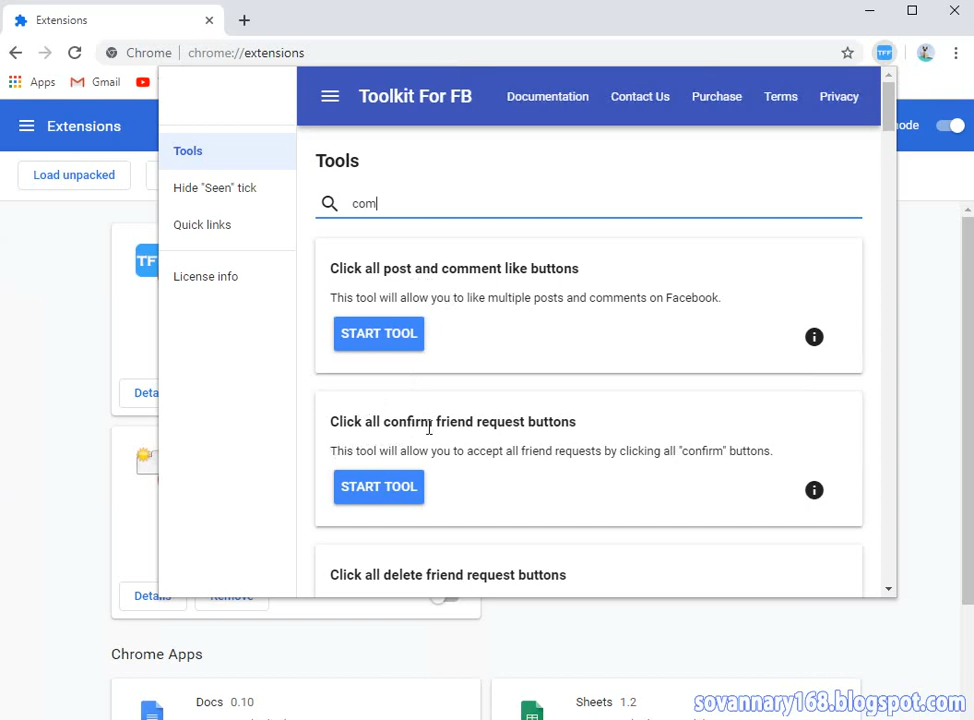 Extensions
Chrome
chrome://extensions
TFF
Apps
Gmail
Extensions
ode
Load unpacked
TF
Deta
Details
Remove
Chrome Apps
Docs 0.10
Sheets 1.2
Toolkit For FB
Documentation
Contact Us
Purchase
Terms
Privacy
Tools
Hide "Seen" tick
Quick links
License info
Tools
com
Click all post and comment like buttons
This tool will allow you to like multiple posts and comments on Facebook.
START TOOL
Click all confirm friend request buttons
This tool will allow you to accept all friend requests by clicking all "confirm" buttons.
START TOOL
Click all delete friend request buttons
sovannary168.blogspot.com